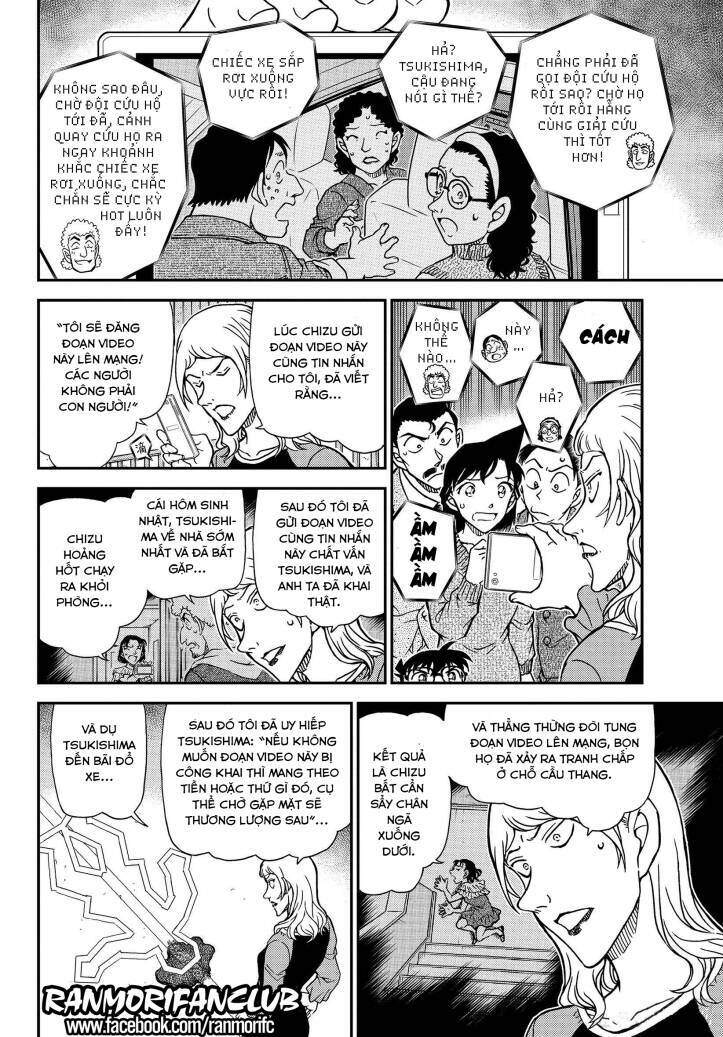 CHẲNG PHẢI ĐÃ
GỌI ĐỘI CỨU HỘ
RỒI SAO? CHỜ HỌ
TỚI RỒI HẴNG
CÙNG GIẢI CỨU
THÌ TỐT
HƠN!
HẢ?
TSUKISHIMA,
CẬU ĐANG
NÓI GÌ THẾ?
CHIẾC XE SẮP
RƠI XUỐNG
VỰC RỒI!
KHÔNG SAO ĐÂU,
CHỜ ĐỘI CỨU HỘ
TỚI ĐÃ, CẢNH
QUAY CỨU HỘ RA
NGAY KHOẢNH
KHẮC CHIẾC XE
RƠI XUỐNG, CHẮC
CHẮN SẼ CỰC KỲ
HOT LUÔN
ĐẤY!
CÁCH
NÀY
...
HẢ?
KHÔNG
THỂ
NÀO...
ẦM
ẦM
ẦM
LÚC CHIZU GỬI
ĐOẠN VIDEO NÀY
CÙNG TIN NHẮN
CHO TÔI, ĐÃ VIẾT
RẰNG...
"TÔI SẼ ĐĂNG
ĐOẠN VIDEO
NÀY LÊN MẠNG!
CÁC NGƯỜI
KHÔNG PHẢI
CON NGƯỜI!"
滴
SAU ĐÓ TÔI ĐÃ
GỬI ĐOẠN VIDEO
CÙNG TIN NHẮN
NÀY CHẤT VẤN
TSUKISHIMA, VÀ
ANH TA ĐÃ KHAI
THẬT.
CÁI HÔM SINH
NHẬT, TSUKISHI-
MA VỀ NHÀ SỚM
NHẤT VÀ ĐÃ BẮT
GẶP...
CHIZU
HOẢNG
HỐT CHẠY
RA KHỎI
PHÒNG...
VÀ THẲNG THỪNG ĐÒI TUNG
ĐOẠN VIDEO LÊN MẠNG, BỌN
HỌ ĐÃ XẢY RA TRANH CHẤP
Ở CHỖ CẦU THANG.
KẾT QUẢ
LÀ CHIZU
BẤT CẨN
SẨY CHÂN
NGÃ
XUỐNG
DƯỚI.
SAU ĐÓ TÔI ĐÃ UY HIẾP
TSUKISHIMA: "NẾU KHÔNG
MUỐN ĐOẠN VIDEO NÀY BỊ
CÔNG KHAI THÌ MANG THEO
TIỀN HOẶC THỨ GÌ ĐÓ, CỤ
THỂ CHỜ GẶP MẶT SẼ
THƯƠNG LƯỢNG SAU"...
VÀ DỤ
TSUKISHIMA
ĐẾN BÃI ĐỖ
XE...
RANMORIFANCLUB
www.facebook.com/ranmorifc